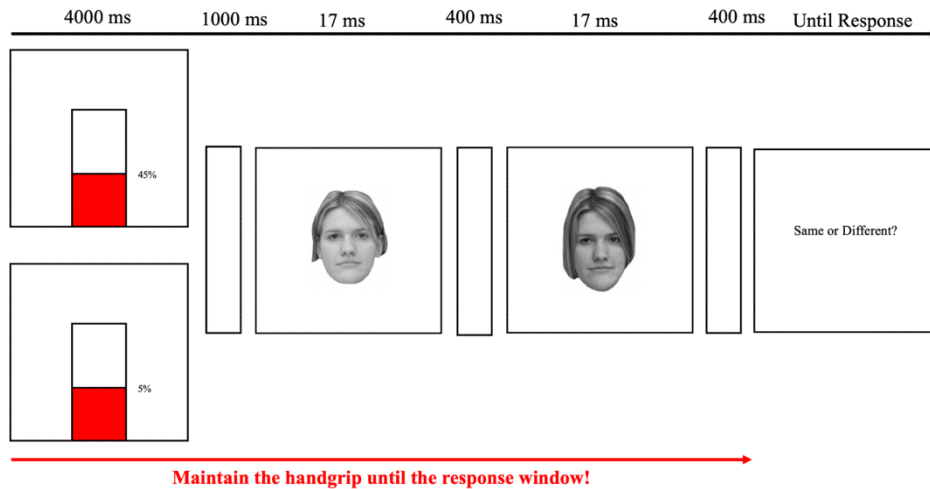 4000 ms 1000 ms 17 ms 400 ms 17 ms 400 ms Until Response
45%
Same or Different?
5%
Maintain the handgrip until the response window!